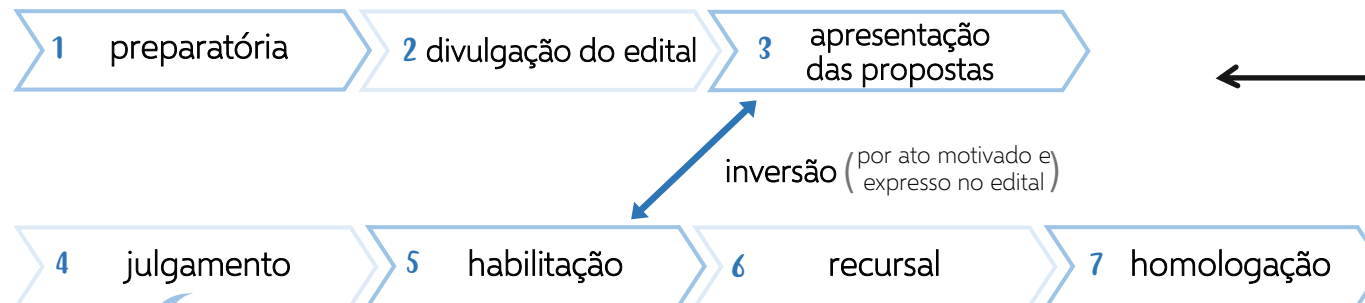 1 preparatória
2 divulgação do edital
3 apresentação
das propostas
inversão (por ato motivado e
expresso no edital)
4 julgamento
5 habilitação
6 recursal
7 homologação